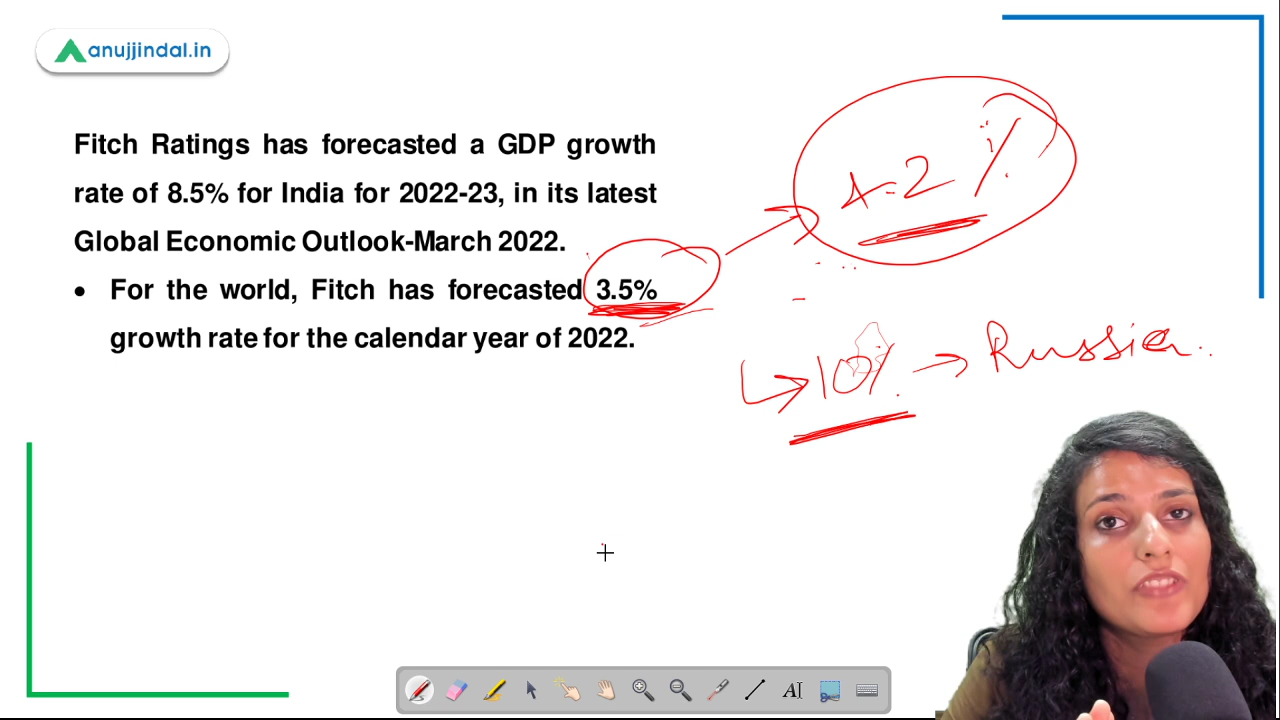 anujjindal.in
Fitch Ratings has forecasted a GDP growth
rate of 8.5% for India for 2022-23, in its latest
Global Economic Outlook-March 2022.
• For the world, Fitch has forecasted 3.5%
growth rate for the calendar year of 2022.
4.2%
10% → Russia
AI